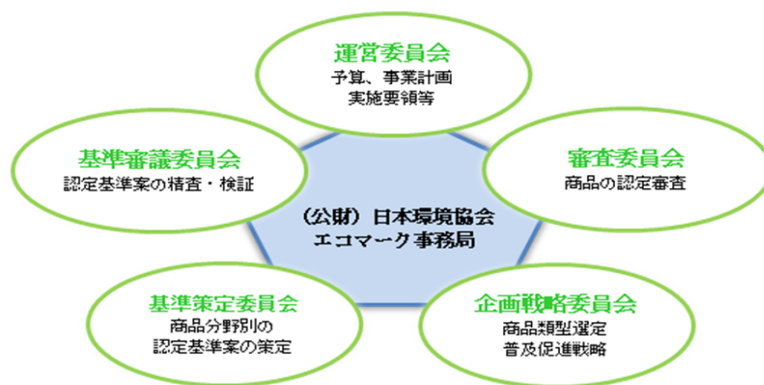 運営委員会
予算、事業計画
実施要領等
基準審議委員会
認定基準案の精査・検証
審査委員会
商品の認定審査
(公財)日本環境協会
エコマーク事務局
基準策定委員会
商品分野別の
認定基準案の策定
企画戦略委員会
商品類型選定
普及促進戦略